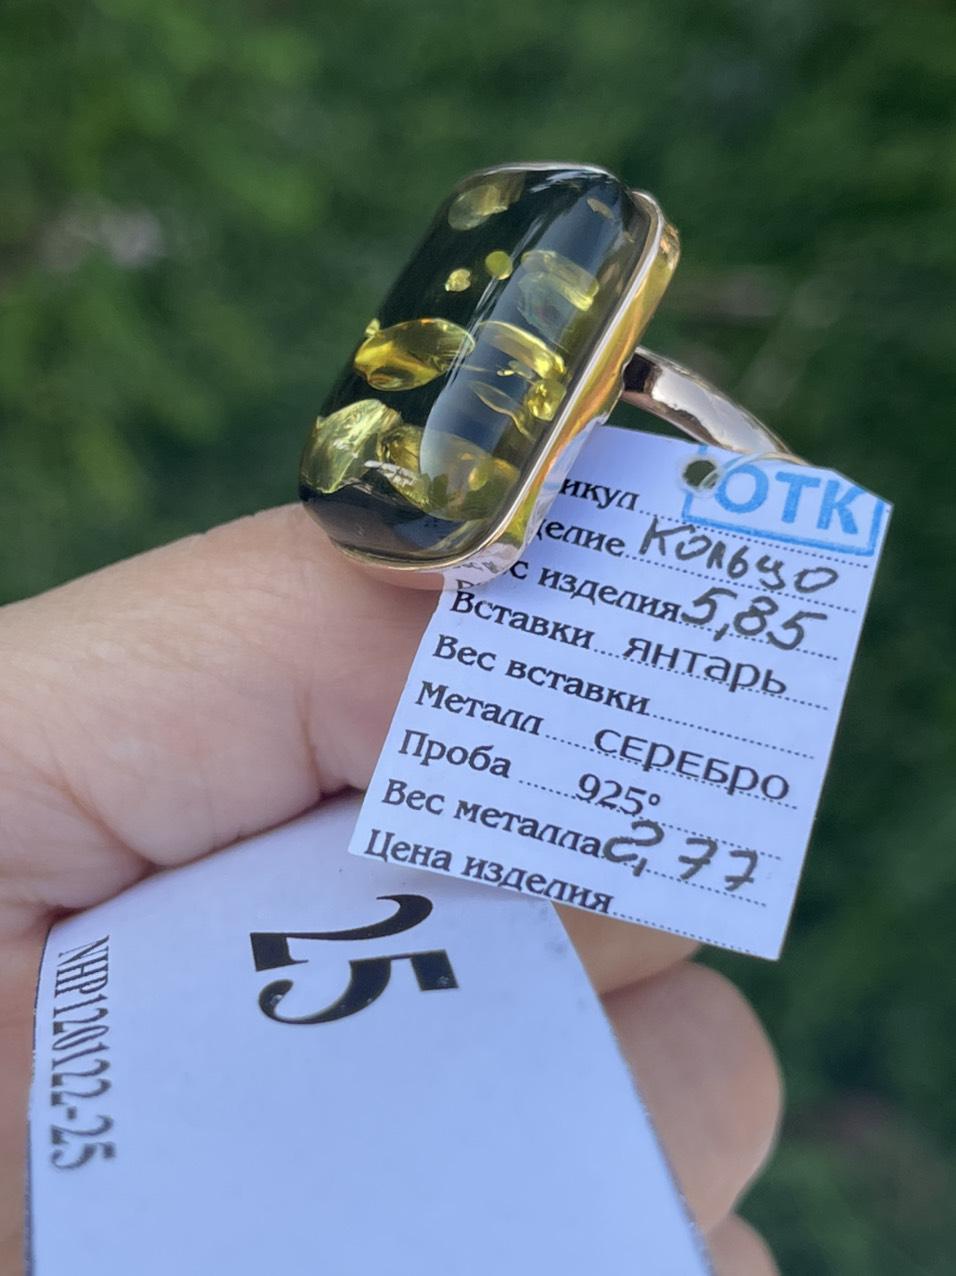 ОТК
икул
делие Кольцо
с изделия 5,85
Вставки ЯНТАРЬ
Вес вставки
Металл СЕРЕБРО
Проба 925°
Вес металла 2,77
Цена изделия
25
NHP120122-25